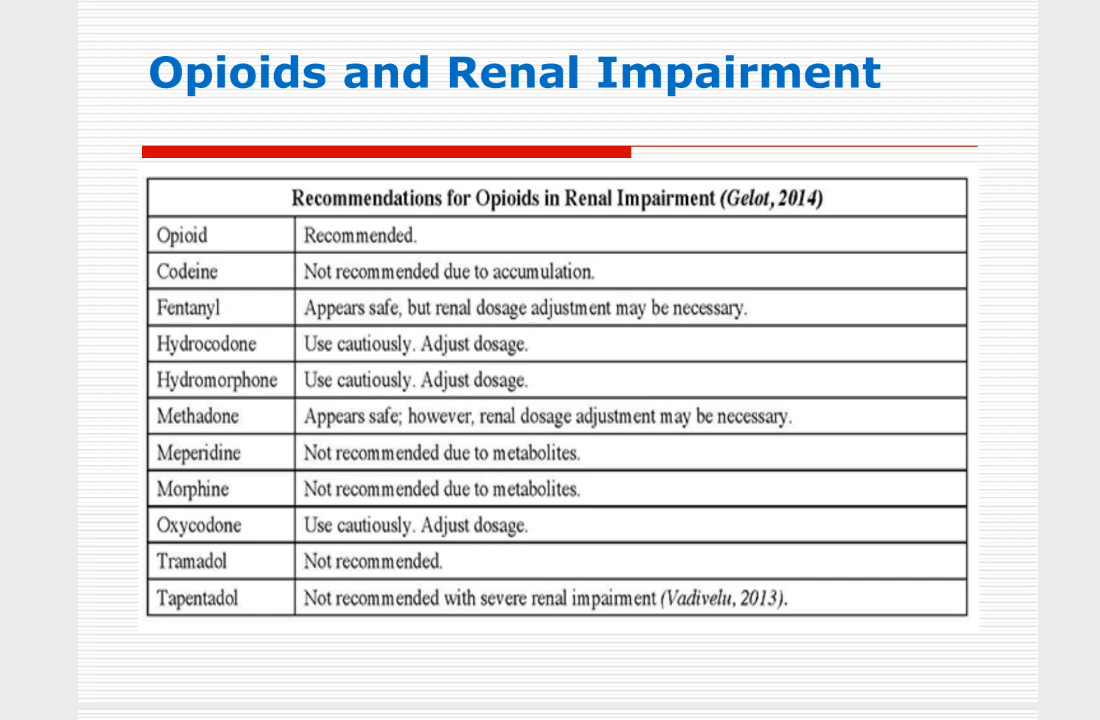 Opioids and Renal Impairment
Recommendations for Opioids in Renal Impairment (Gelot, 2014)
Opioid Recommended.
Codeine Not recommended due to accumulation.
Fentanyl Appears safe, but renal dosage adjustment may be necessary.
Hydrocodone Use cautiously. Adjust dosage.
Hydromorphone Use cautiously. Adjust dosage.
Methadone Appears safe; however, renal dosage adjustment may be necessary.
Meperidine Not recommended due to metabolites.
Morphine Not recommended due to metabolites.
Oxycodone Use cautiously. Adjust dosage.
Tramadol Not recommended.
Tapentadol Not recommended with severe renal impairment (Vadivelu, 2013).